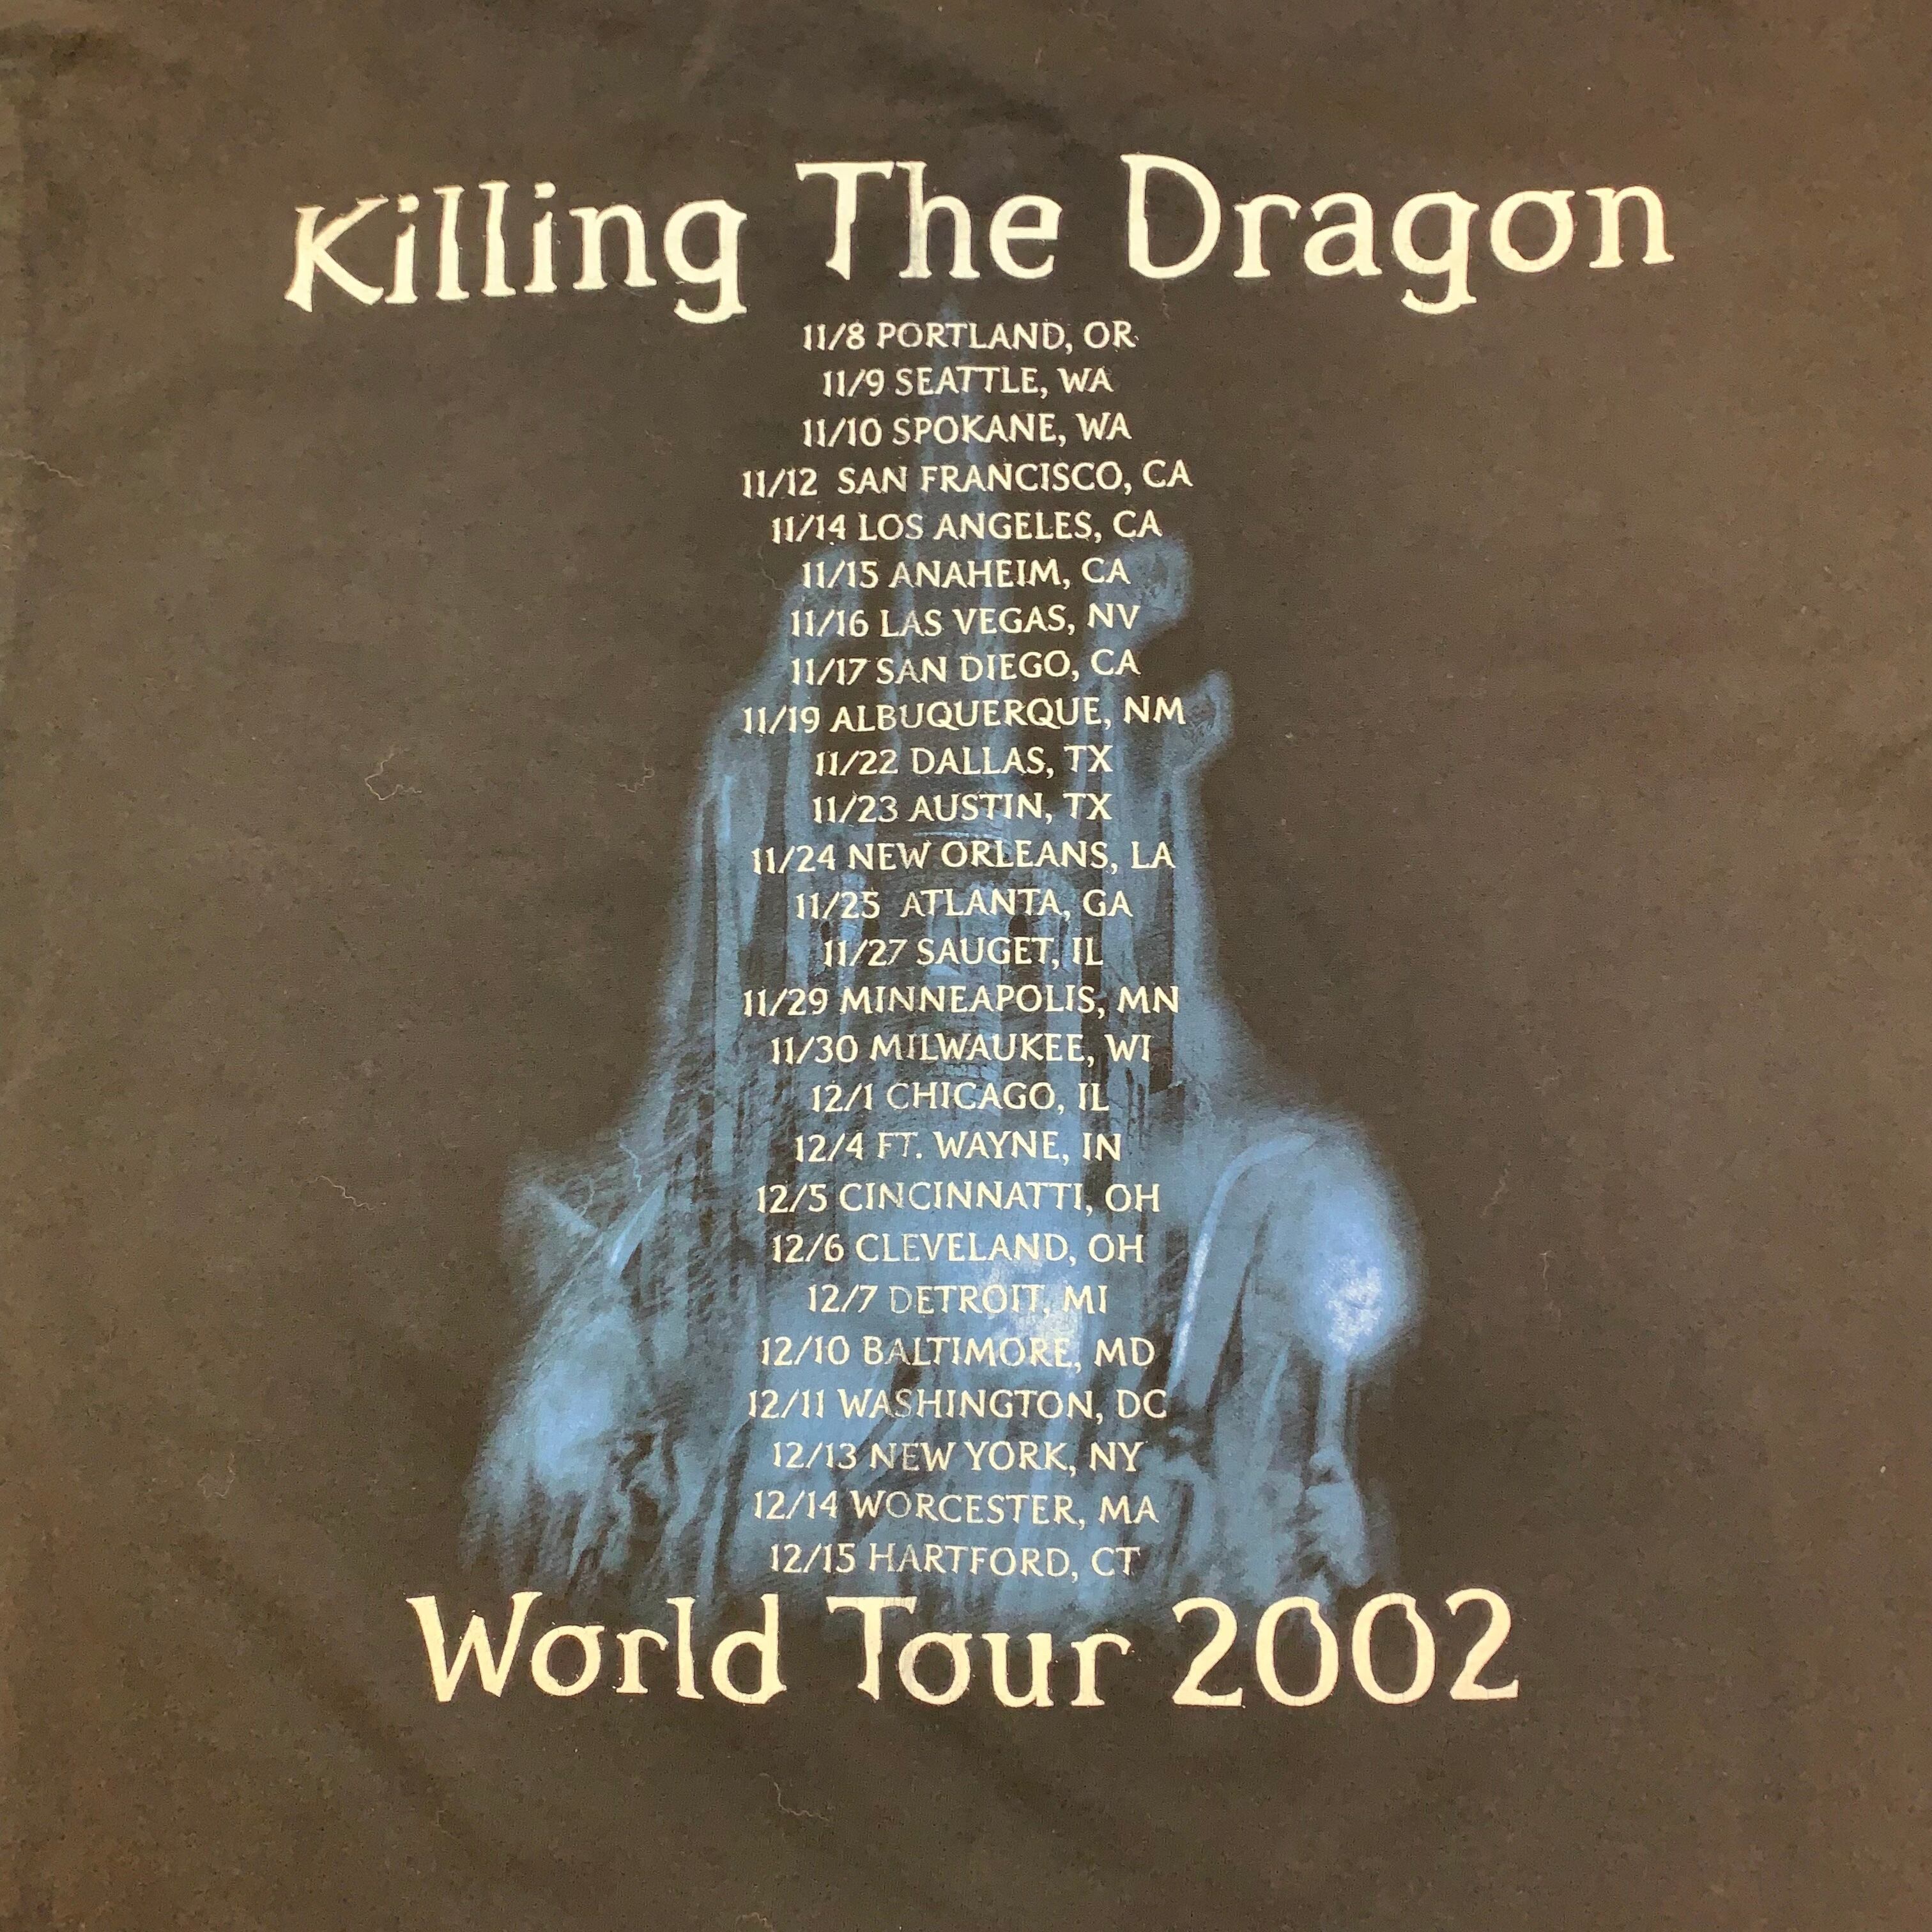 Killing The Dragon
11/8 PORTLAND, OR
11/9 SEATTLE, WA
11/10 SPOKANE, WA
11/12 SAN FRANCISCO, CA
11/14 LOS ANGELES, CA
11/15 ANAHEIM, CA
11/16 LAS VEGAS, NV
11/17 SAN DIEGO, CA
11/19 ALBUQUERQUE, NM
11/22 DALLAS, TX
11/23 AUSTIN, TX
11/24 NEW ORLEANS, LA
11/25 ATLANTA, GA
11/27 SAUGET, IL
11/29 MINNEAPOLIS, MN
11/30 MILWAUKEE, WI
12/1 CHICAGO, IL
12/4 FT. WAYNE, IN
12/5 CINCINNATTI, OH
12/6 CLEVELAND, OH
12/7 DETROIT, MI
12/10 BALTIMORE, MD
12/11 WASHINGTON, DC
12/13 NEW YORK, NY
12/14 WORCESTER, MA
12/15 HARTFORD, CT
World Tour 2002